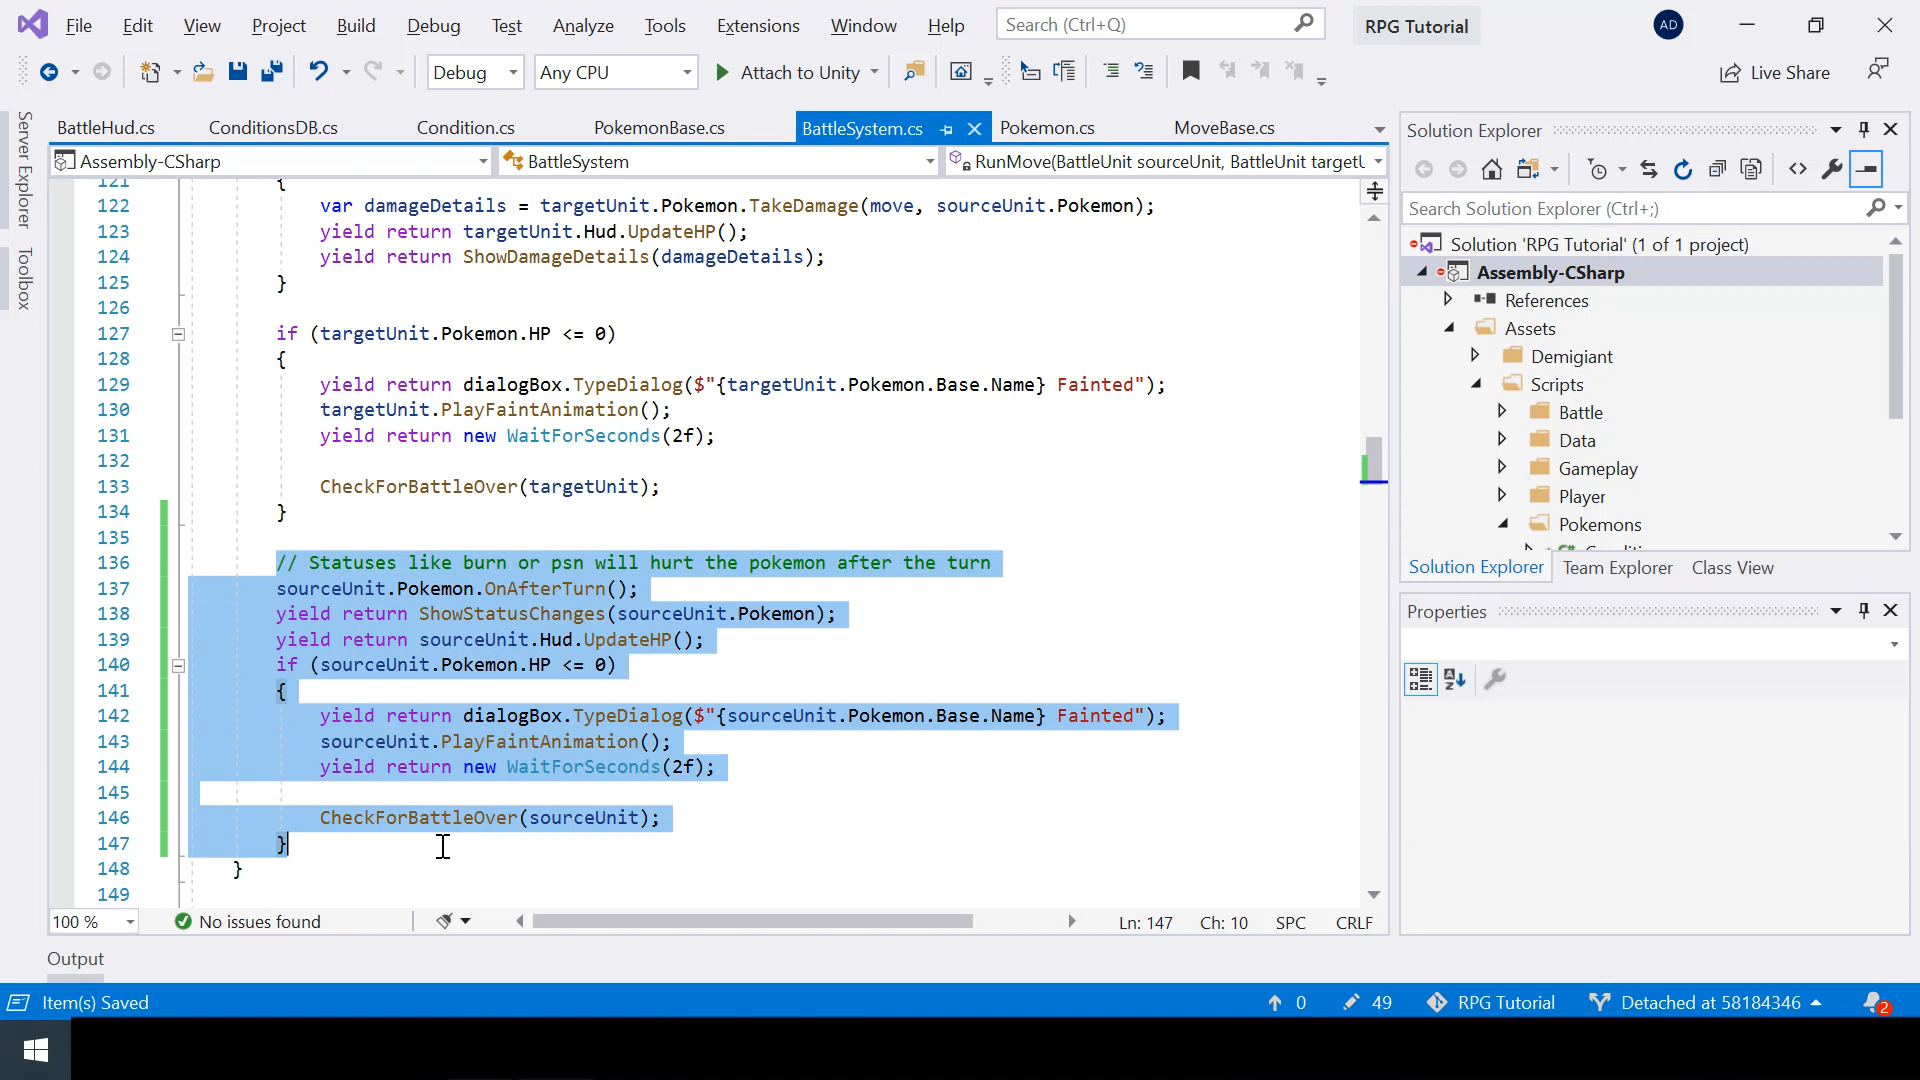 File Edit View Project Build Debug Test Analyze Tools Extensions Window Help Search (Ctrl+Q) RPG Tutorial AD
Debug Any CPU Attach to Unity Live Share
Server Explorer
Toolbox
BattleHud.cs ConditionsDB.cs Condition.cs PokemonBase.cs BattleSystem.cs Pokemon.cs MoveBase.cs
Assembly-CSharp BattleSystem RunMove(BattleUnit sourceUnit, BattleUnit targetU
121 {
122 var damageDetails = targetUnit.Pokemon.TakeDamage(move, sourceUnit.Pokemon);
123 yield return targetUnit.Hud.UpdateHP();
124 yield return ShowDamageDetails(damageDetails);
125 }
126
127 if (targetUnit.Pokemon.HP <= 0)
128 {
129 yield return dialogBox.TypeDialog($"{targetUnit.Pokemon.Base.Name} Fainted");
130 targetUnit.PlayFaintAnimation();
131 yield return new WaitForSeconds(2f);
132
133 CheckForBattleOver(targetUnit);
134 }
135
136 // Statuses like burn or psn will hurt the pokemon after the turn
137 sourceUnit.Pokemon.OnAfterTurn();
138 yield return ShowStatusChanges(sourceUnit.Pokemon);
139 yield return sourceUnit.Hud.UpdateHP();
140 if (sourceUnit.Pokemon.HP <= 0)
141 {
142 yield return dialogBox.TypeDialog($"{sourceUnit.Pokemon.Base.Name} Fainted");
143 sourceUnit.PlayFaintAnimation();
144 yield return new WaitForSeconds(2f);
145
146 CheckForBattleOver(sourceUnit);
147 }
148 }
149
100 % No issues found Ln: 147 Ch: 10 SPC CRLF
Solution Explorer
Search Solution Explorer (Ctrl+;)
Solution 'RPG Tutorial' (1 of 1 project)
Assembly-CSharp
References
Assets
Demigiant
Scripts
Battle
Data
Gameplay
Player
Pokemons
Solution Explorer Team Explorer Class View
Properties
Output
Item(s) Saved 0 49 RPG Tutorial Detached at 58184346 2